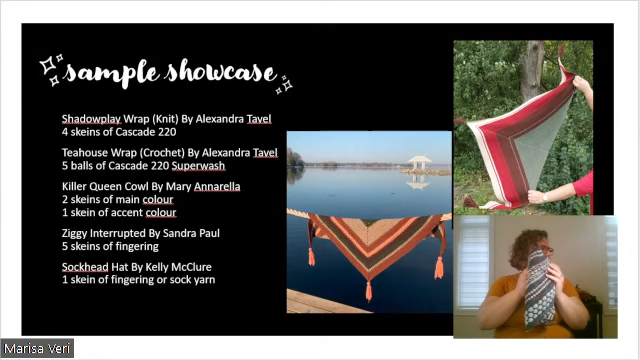 sample showcase
Shadowplay Wrap (Knit) By Alexandra Tavel
4 skeins of Cascade 220
Teahouse Wrap (Crochet) By Alexandra Tavel
5 balls of Cascade 220 Superwash
Killer Queen Cowl By Mary Annarella
2 skeins of main colour
1 skein of accent colour
Ziggy Interrupted By Sandra Paul
5 skeins of fingering
Sockhead Hat By Kelly McClure
1 skein of fingering or sock yarn
Marisa Veri